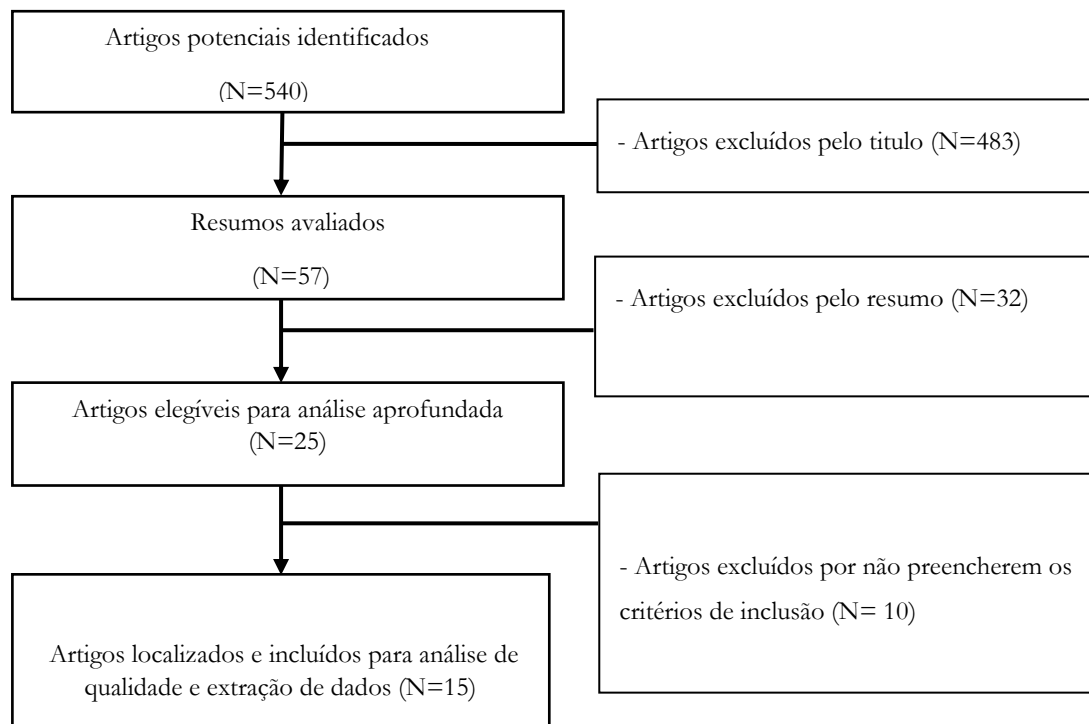 Artigos potenciais identificados
(N=540)
- Artigos excluídos pelo titulo (N=483)
Resumos avaliados
(N=57)
- Artigos excluídos pelo resumo (N=32)
Artigos elegíveis para análise aprofundada
(N=25)
- Artigos excluídos por não preencherem os
critérios de inclusão (N= 10)
Artigos localizados e incluídos para análise de
qualidade e extração de dados (N=15)